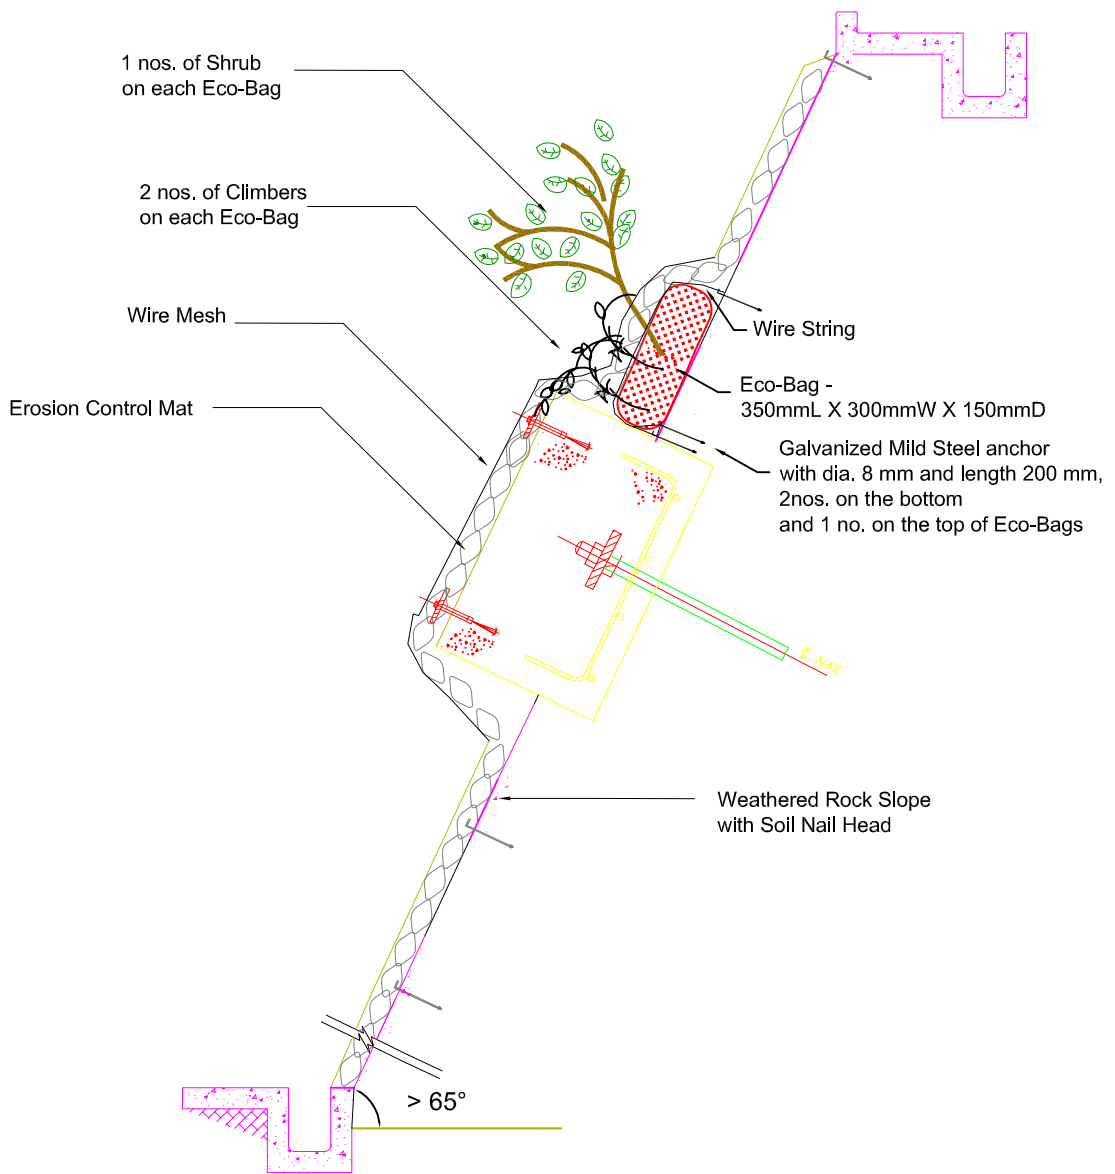 1 nos. of Shrub
on each Eco-Bag
2 nos. of Climbers
on each Eco-Bag
Wire Mesh
Wire String
Eco-Bag -
350mmL X 300mmW X 150mmD
Erosion Control Mat
Galvanized Mild Steel anchor
with dia. 8 mm and length 200 mm,
2nos. on the bottom
and 1 no. on the top of Eco-Bags
℄ NAIL
Weathered Rock Slope
with Soil Nail Head
> 65°